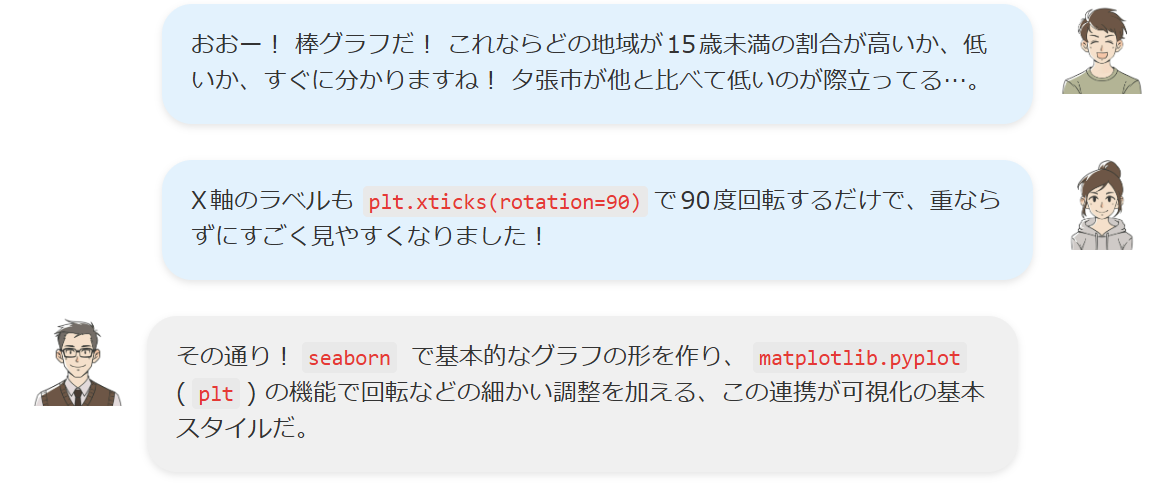 おおー！ 棒グラフだ！ これならどの地域が15歳未満の割合が高いか、低
いか、すぐに分かりますね！ 夕張市が他と比べて低いのが際立ってる…。
X軸のラベルも plt.xticks(rotation=90) で90度回転するだけで、重なら
ずにすごく見やすくなりました！
その通り！ seaborn で基本的なグラフの形を作り、 matplotlib.pyplot
( plt ) の機能で回転などの細かい調整を加える、この連携が可視化の基本
スタイルだ。